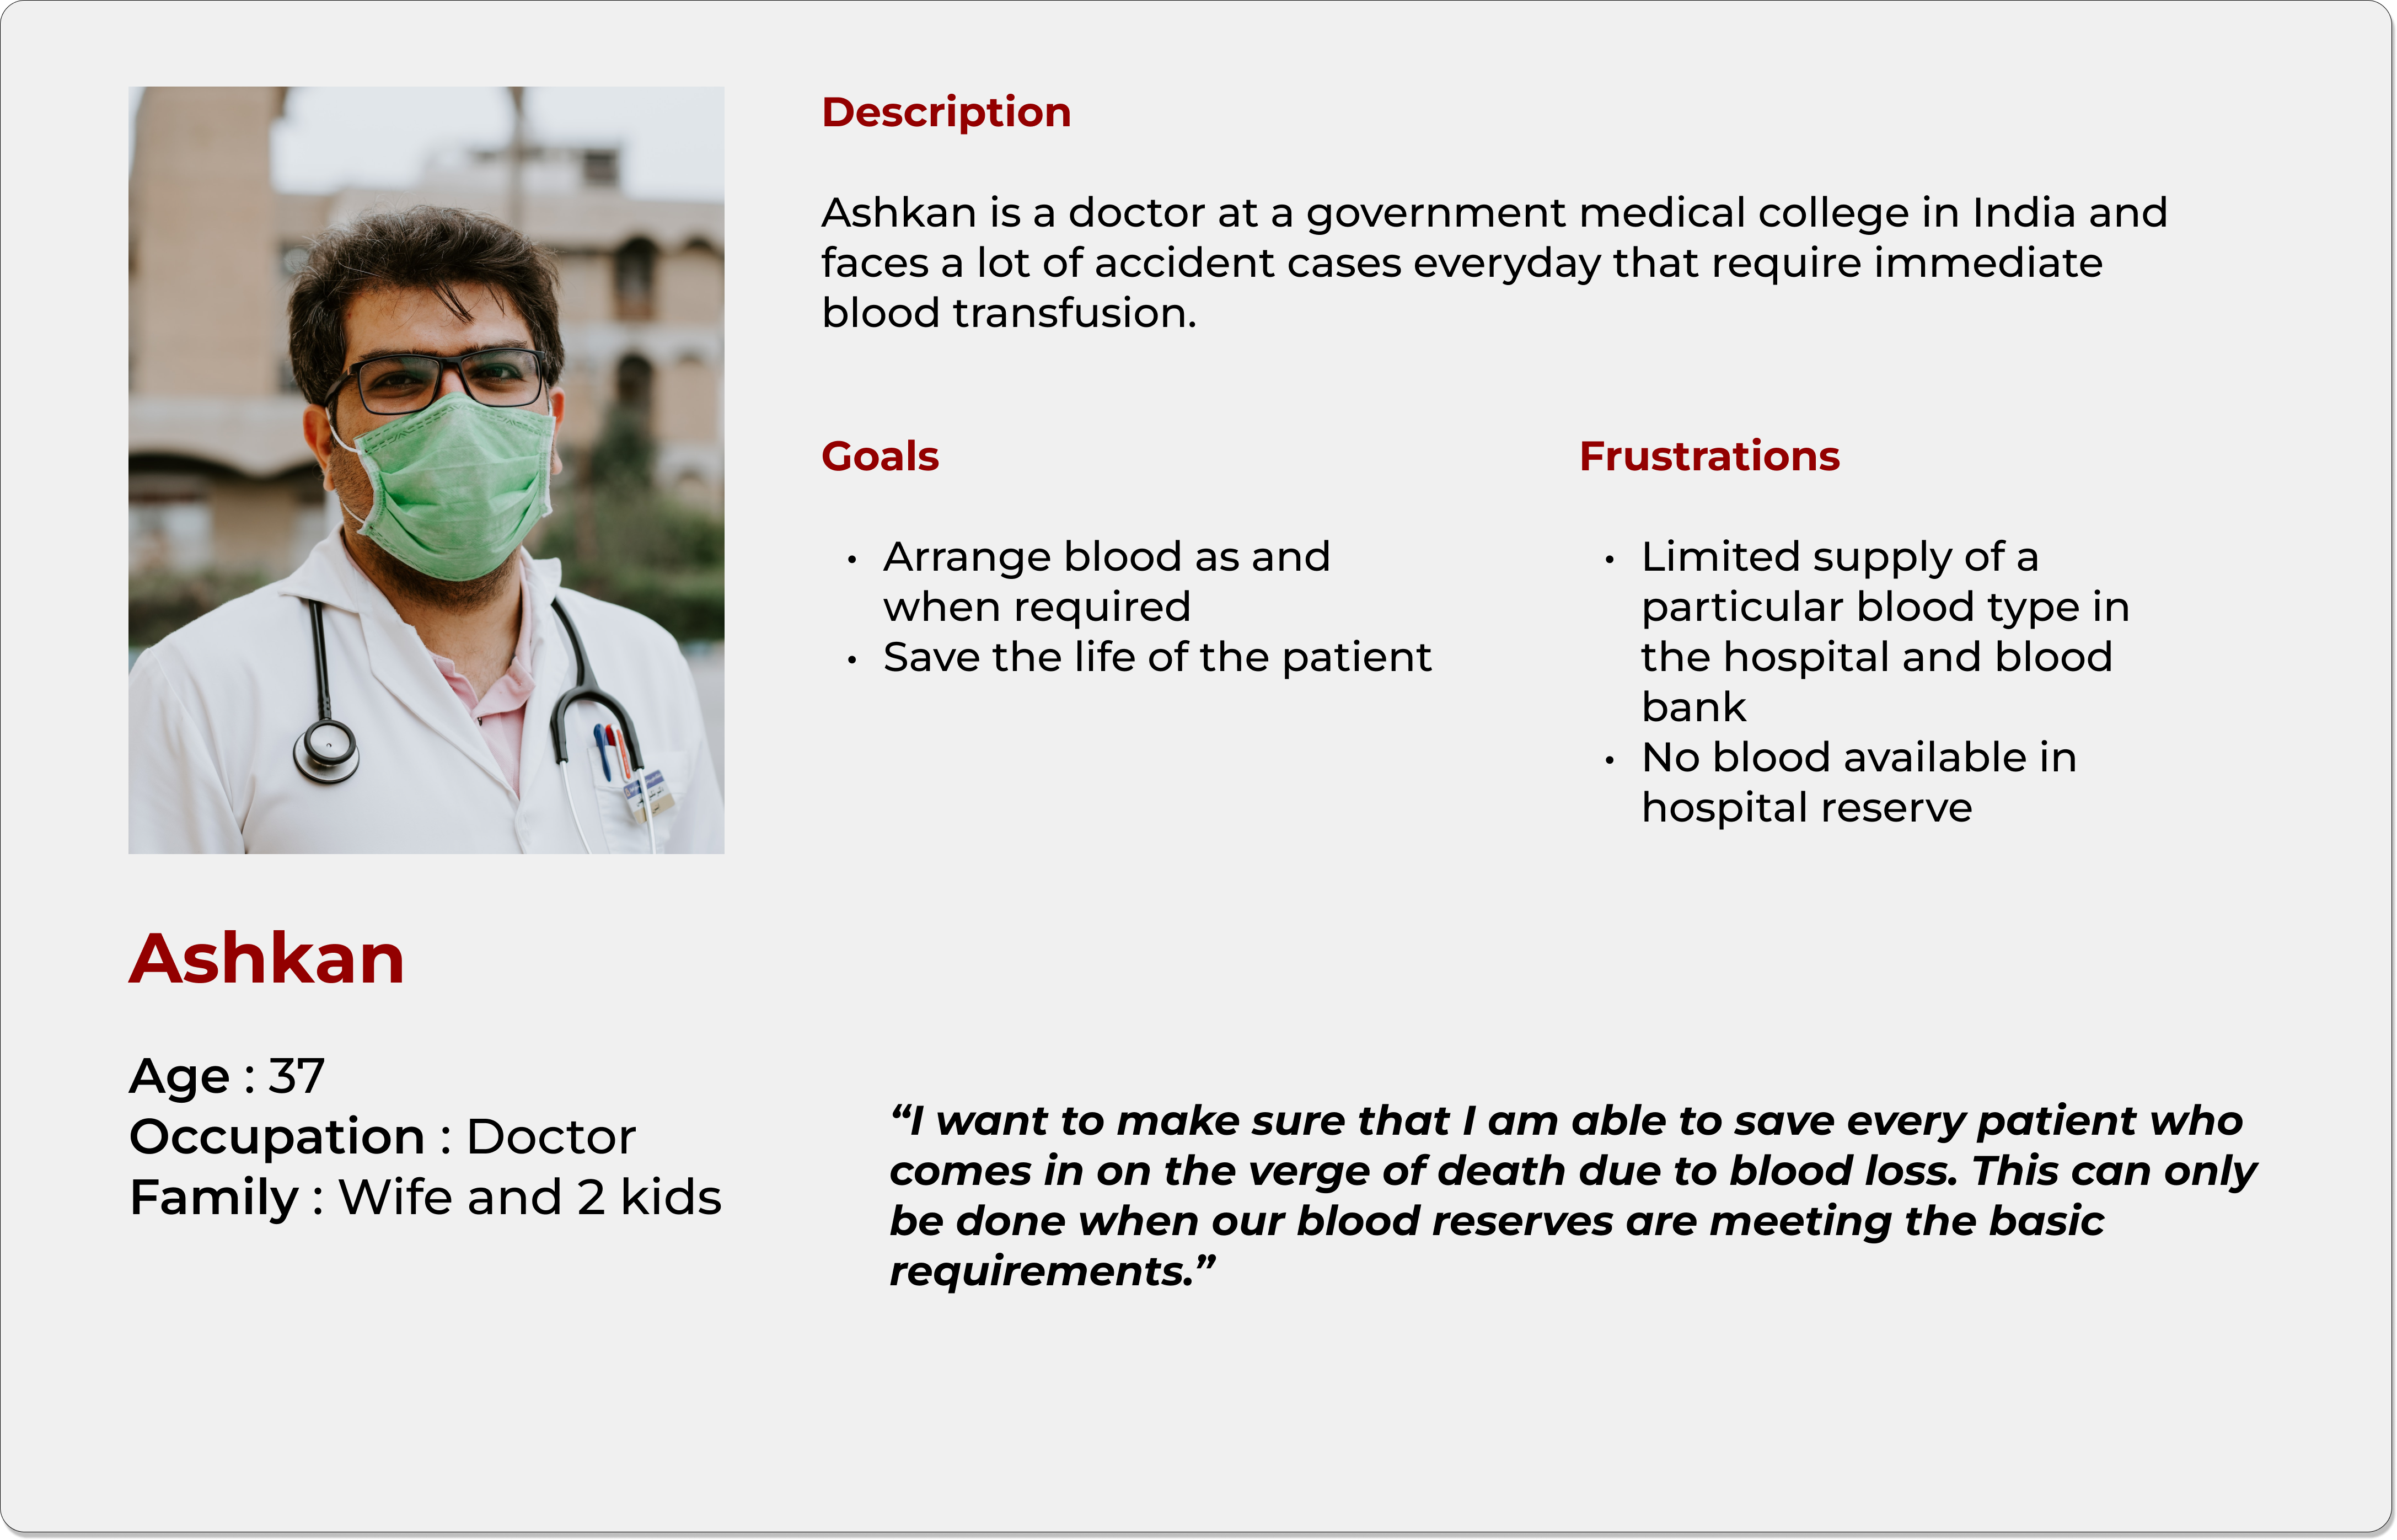 Description
Ashkan is a doctor at a government medical college in India and
faces a lot of accident cases everyday that require immediate
blood transfusion.
Goals
• Arrange blood as and
when required
• Save the life of the patient
Frustrations
• Limited supply of a
particular blood type in
the hospital and blood
bank
• No blood available in
hospital reserve
Ashkan
Age : 37
Occupation : Doctor
Family : Wife and 2 kids
“I want to make sure that I am able to save every patient who
comes in on the verge of death due to blood loss. This can only
be done when our blood reserves are meeting the basic
requirements.”